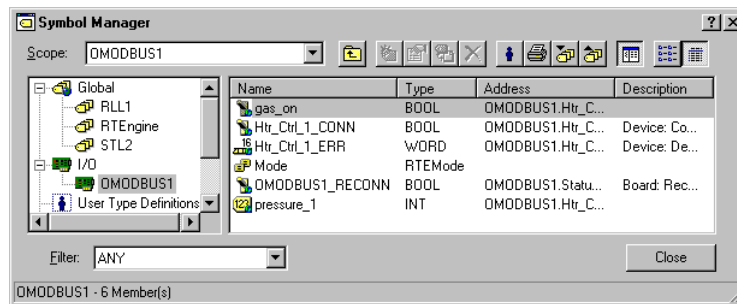 Symbol Manager
Scope: OMODBUS1
Global
RLL1
RTEngine
STL2
I/O
OMODBUS1
User Type Definitions
Name Type Address Description
gas_on BOOL OMODBUS1.Htr_C...
Htr_Ctrl_1_CONN BOOL OMODBUS1.Htr_C... Device: Co...
16 Htr_Ctrl_1_ERR WORD OMODBUS1.Htr_C... Device: De...
Mode RTEMode
OMODBUS1_RECONN BOOL OMODBUS1.Statu... Board: Rec...
123 pressure_1 INT OMODBUS1.Htr_C...
Filter: ANY
Close
OMODBUS1 - 6 Member(s)